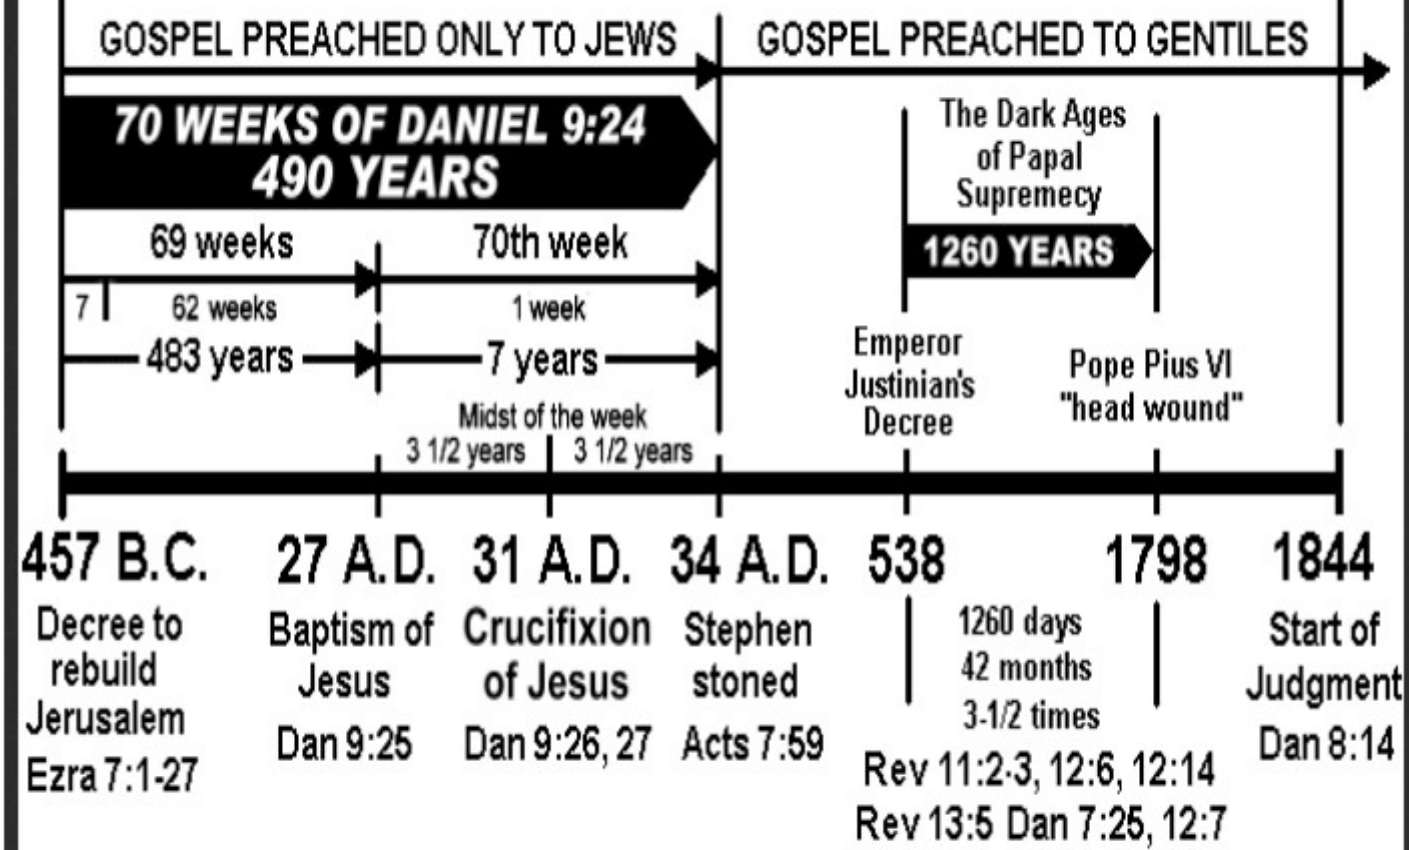 GOSPEL PREACHED ONLY TO JEWS
GOSPEL PREACHED TO GENTILES
70 WEEKS OF DANIEL 9:24
490 YEARS
69 weeks
70th week
7
62 weeks
1 week
483 years
7 years
Midst of the week
3 1/2 years
3 1/2 years
The Dark Ages
of Papal
Supremecy
1260 YEARS
Emperor
Justinian's
Decree
Pope Pius VI
"head wound"
457 B.C.
Decree to
rebuild
Jerusalem
Ezra 7:1-27
27 A.D.
Baptism of
Jesus
Dan 9:25
31 A.D.
Crucifixion
of Jesus
Dan 9:26, 27
34 A.D.
Stephen
stoned
Acts 7:59
538
1798
1260 days
42 months
3-1/2 times
Rev 11:2-3, 12:6, 12:14
Rev 13:5 Dan 7:25, 12:7
1844
Start of
Judgment
Dan 8:14